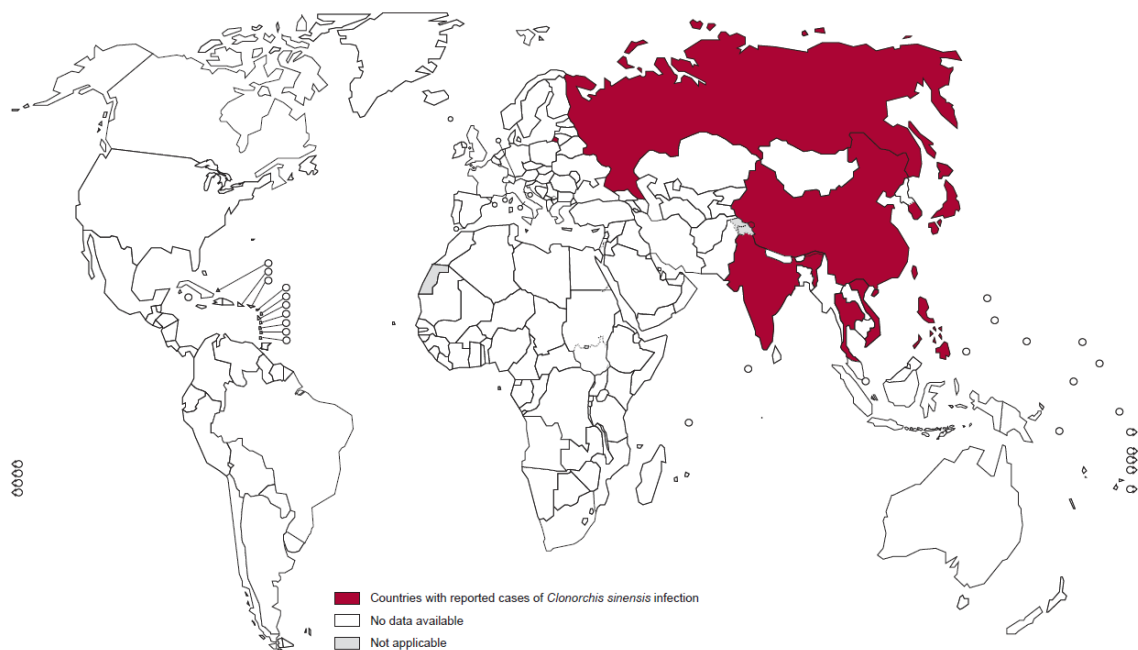 Countries with reported cases of Clonorchis sinensis infection
No data available
Not applicable